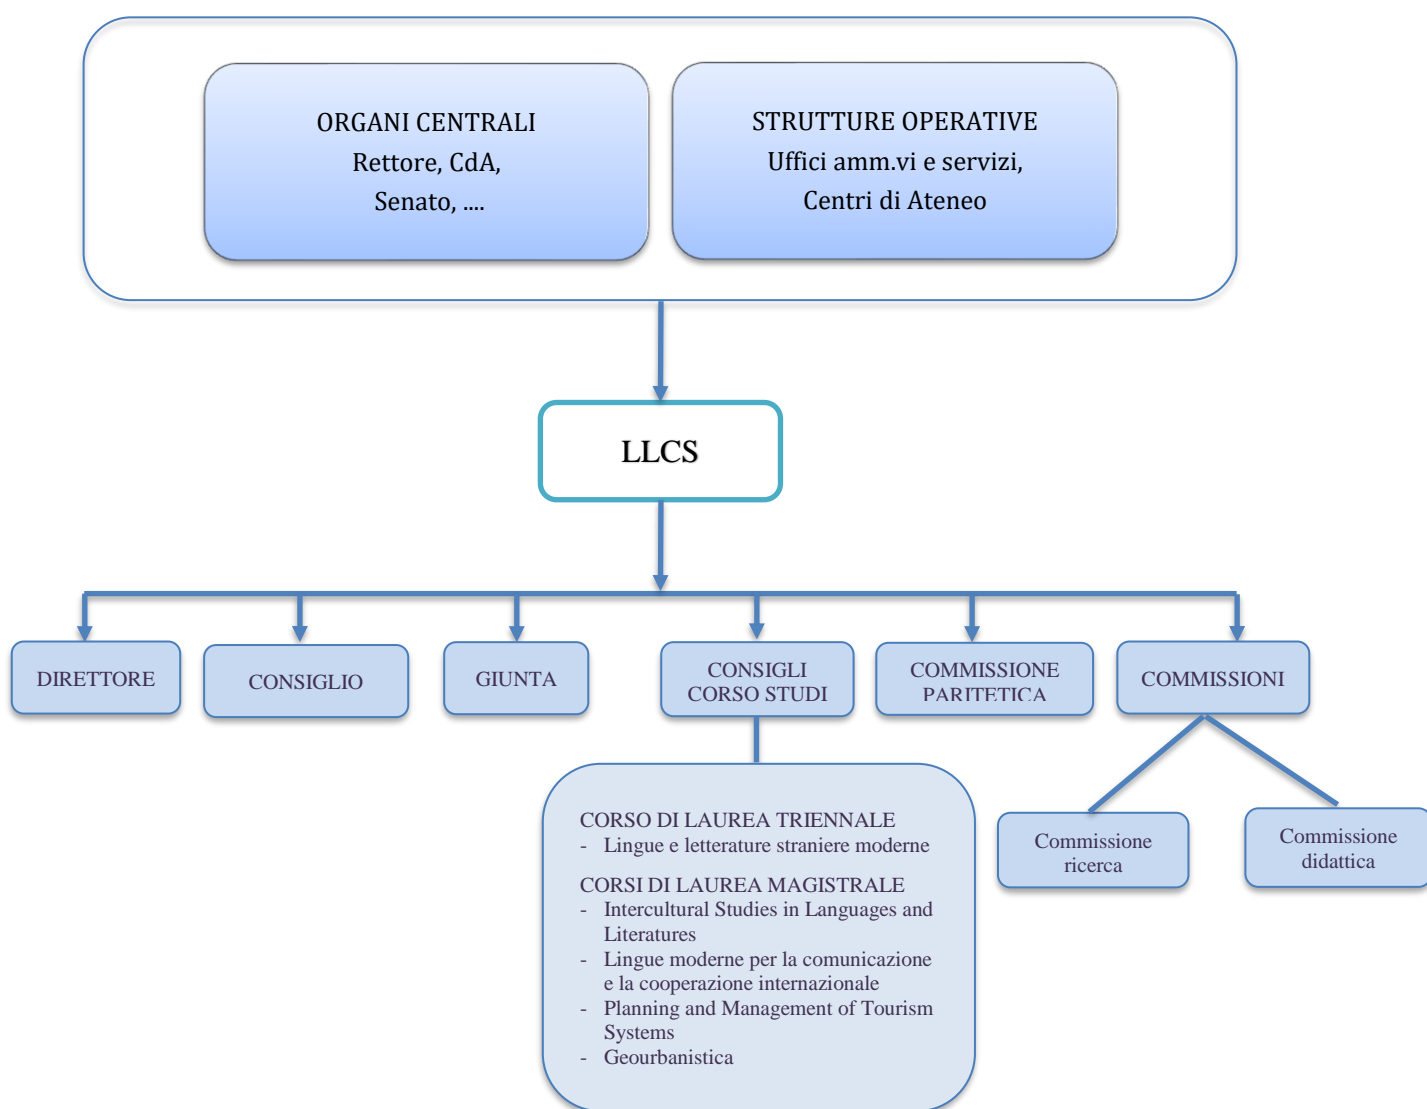 ORGANI CENTRALI
Rettore, CdA,
Senato, ....
STRUTTURE OPERATIVE
Uffici amm.vi e servizi,
Centri di Ateneo
LLCS
DIRETTORE
CONSIGLIO
GIUNTA
CONSIGLI
CORSO STUDI
COMMISSIONE
PARITETICA
COMMISSIONI
CORSO DI LAUREA TRIENNALE
- Lingue e letterature straniere moderne
CORSI DI LAUREA MAGISTRALE
- Intercultural Studies in Languages and
Literatures
- Lingue moderne per la comunicazione
e la cooperazione internazionale
- Planning and Management of Tourism
Systems
- Geourbanistica
Commissione
ricerca
Commissione
didattica